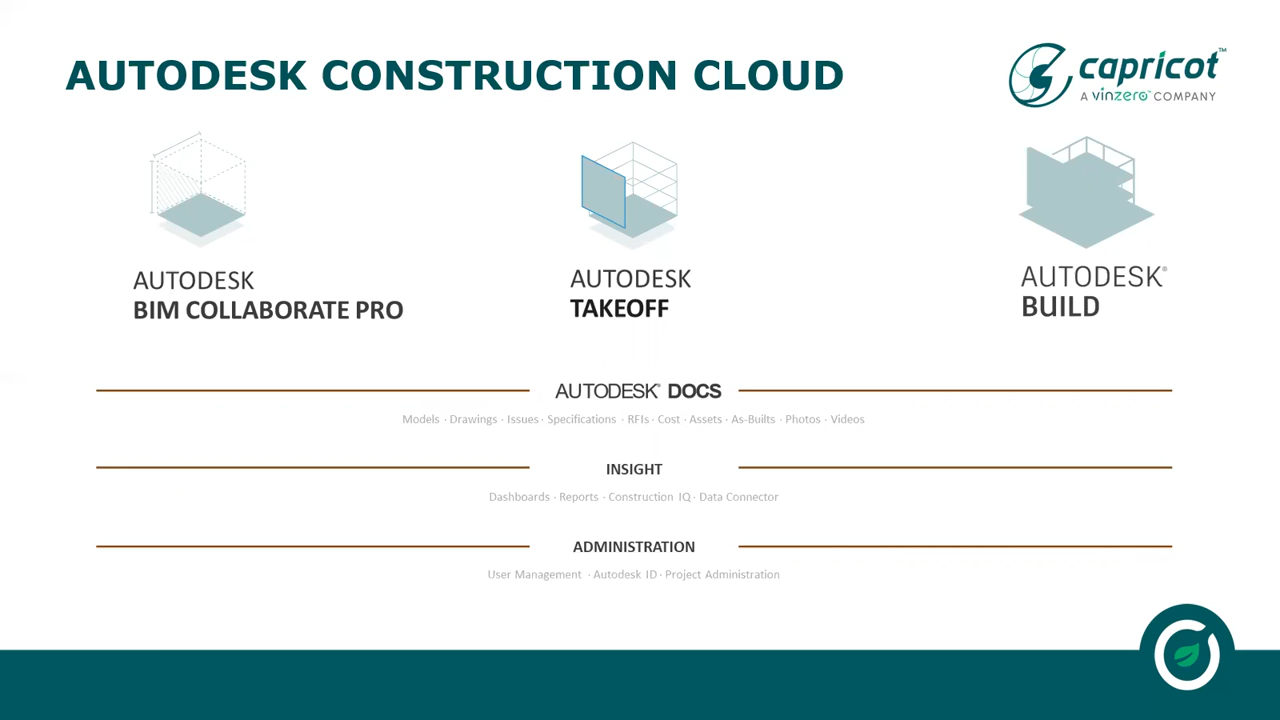 AUTODESK CONSTRUCTION CLOUD
capricot™
A vinzero™ COMPANY
AUTODESK
BIM COLLABORATE PRO
AUTODESK
TAKEOFF
AUTODESK®
BUILD
AUTODESK® DOCS
Models · Drawings · Issues · Specifications · RFIs · Cost · Assets · As-Builts · Photos · Videos
INSIGHT
Dashboards · Reports · Construction IQ · Data Connector
ADMINISTRATION
User Management · Autodesk ID · Project Administration